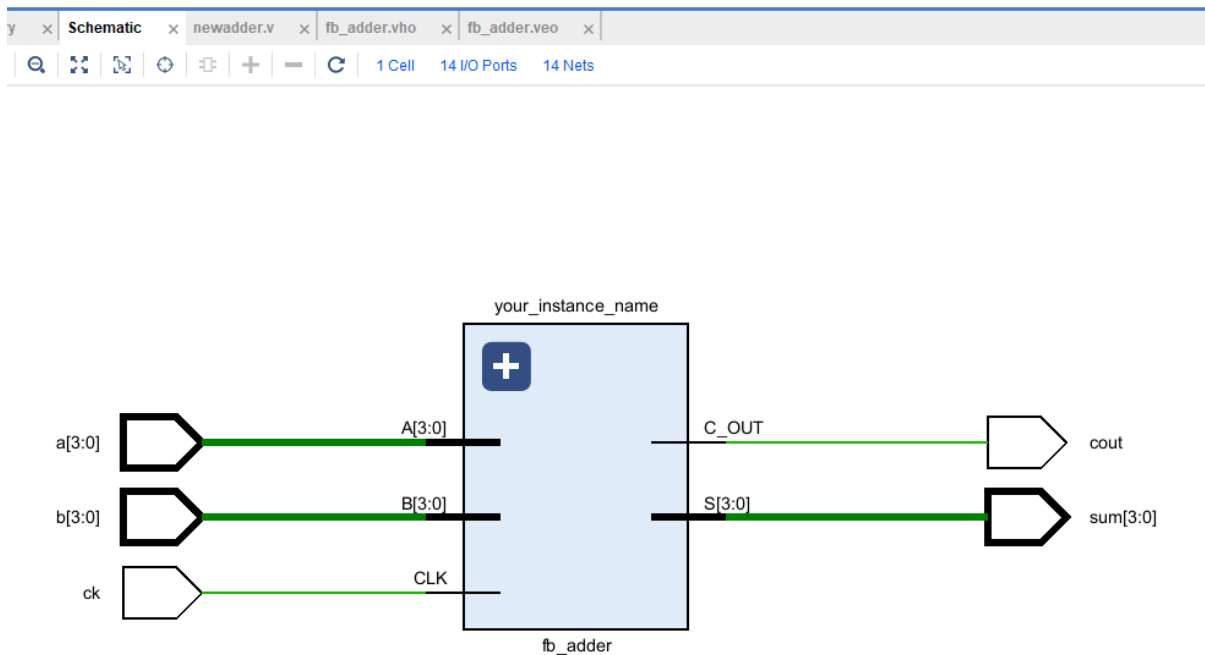 y Schematic newadder.v fb_adder.vho fb_adder.veo
1 Cell 14 I/O Ports 14 Nets
your_instance_name
a[3:0] A[3:0] C_OUT cout
b[3:0] B[3:0] S[3:0] sum[3:0]
ck CLK
fb_adder